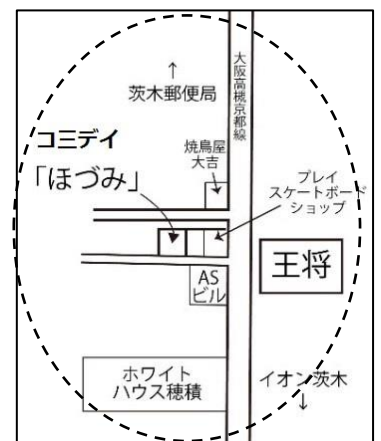 大阪高槻京都線
↑
茨木郵便局
焼鳥屋
大吉
コミデイ
「ほづみ」
プレイ
スケートボード
ショップ
王将
AS
ビル
ホワイト
ハウス穂積
イオン茨木
↓